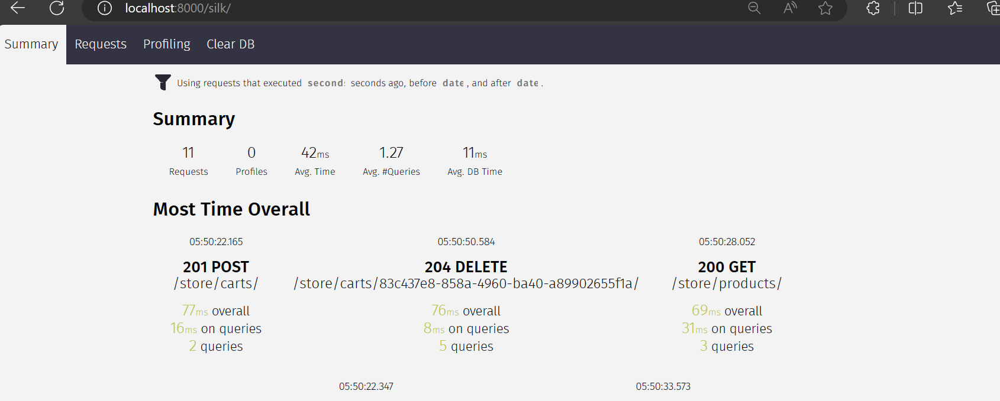 localhost:8000/silk/
Summary Requests Profiling Clear DB
Using requests that executed seconds ago, before date, and after date.
Summary
11 0 42ms 1.27 11ms
Requests Profiles Avg. Time Avg. #Queries Avg. DB Time
Most Time Overall
05:50:22.165 05:50:50.584 05:50:28.052
201 POST 204 DELETE 200 GET
/store/carts/ /store/carts/83c437e8-858a-4960-ba40-a89902655f1a/ /store/products/
77ms overall 76ms overall 69ms overall
16ms on queries 8ms on queries 31ms on queries
2 queries 5 queries 3 queries
05:50:22.347 05:50:33.573